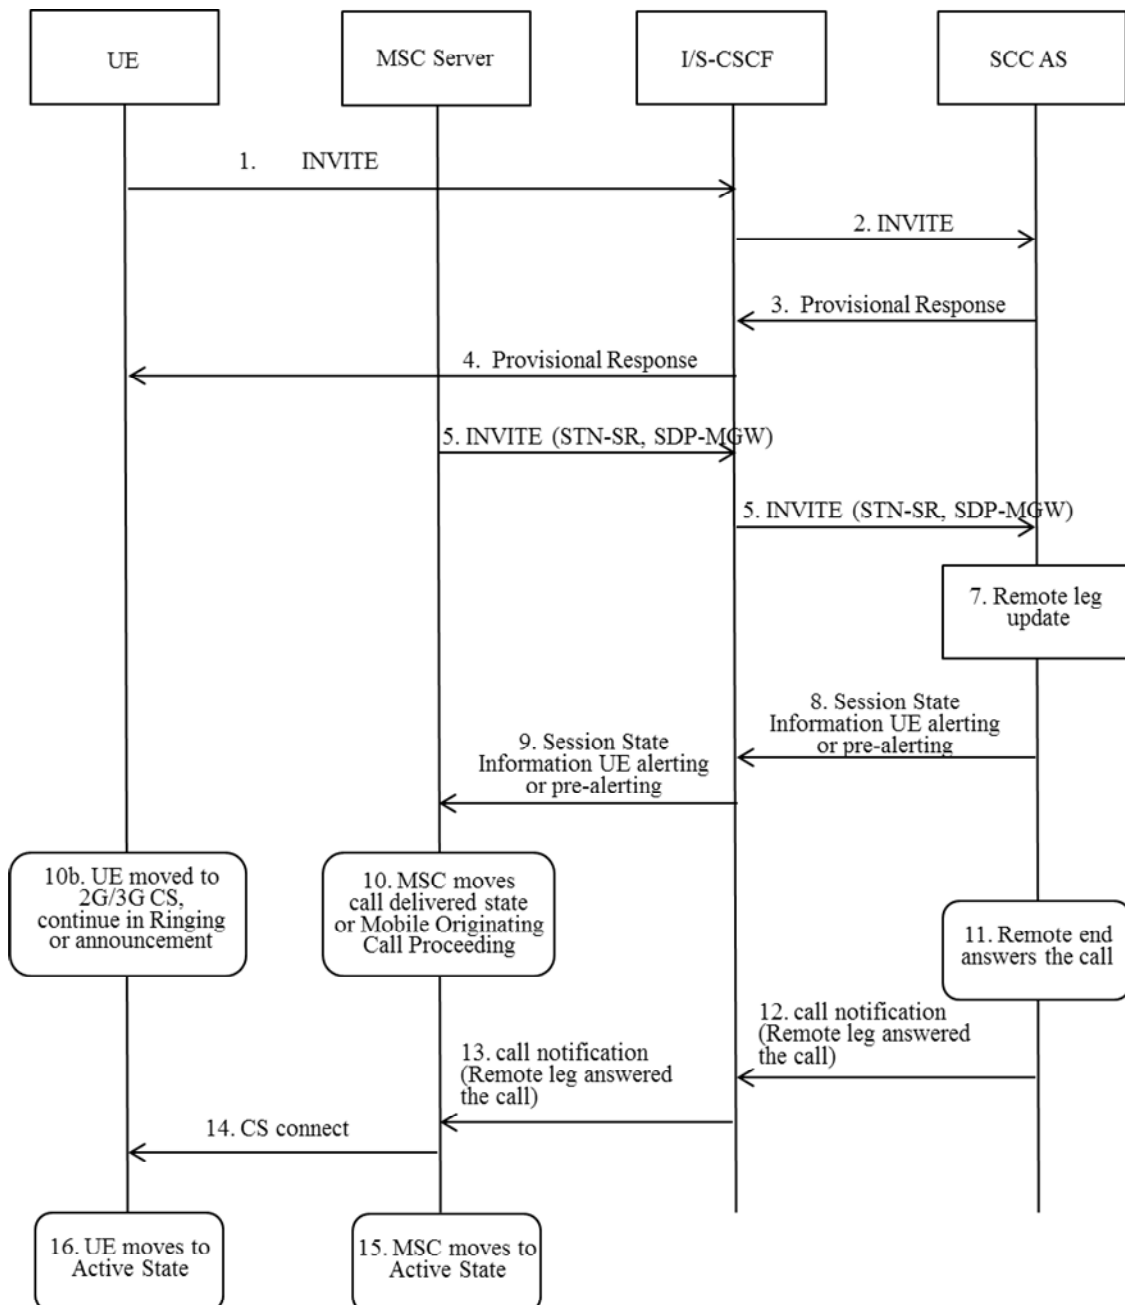 UE
MSC Server
I/S-CSCF
SCC AS
1. INVITE
2. INVITE
3. Provisional Response
4. Provisional Response
5. INVITE (STN-SR, SDP-MGW)
5. INVITE (STN-SR, SDP-MGW)
7. Remote leg
update
8. Session State
Information UE alerting
or pre-alerting
9. Session State
Information UE alerting
or pre-alerting
10b. UE moved to
2G/3G CS,
continue in Ringing
or announcement
10. MSC moves
call delivered state
or Mobile Originating
Call Proceeding
11. Remote end
answers the call
12. call notification
(Remote leg answered
the call)
13. call notification
(Remote leg answered
the call)
14. CS connect
16. UE moves to
Active State
15. MSC moves to
Active State